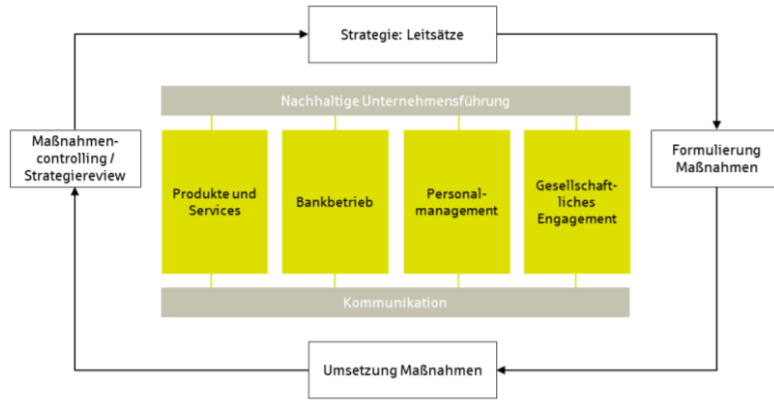 Strategie: Leitsätze
Nachhaltige Unternehmensführung
Maßnahmen-
controlling /
Strategiereview
Produkte und
Services
Bankbetrieb
Personal-
management
Gesellschaft-
liches
Engagement
Formulierung
Maßnahmen
Kommunikation
Umsetzung Maßnahmen